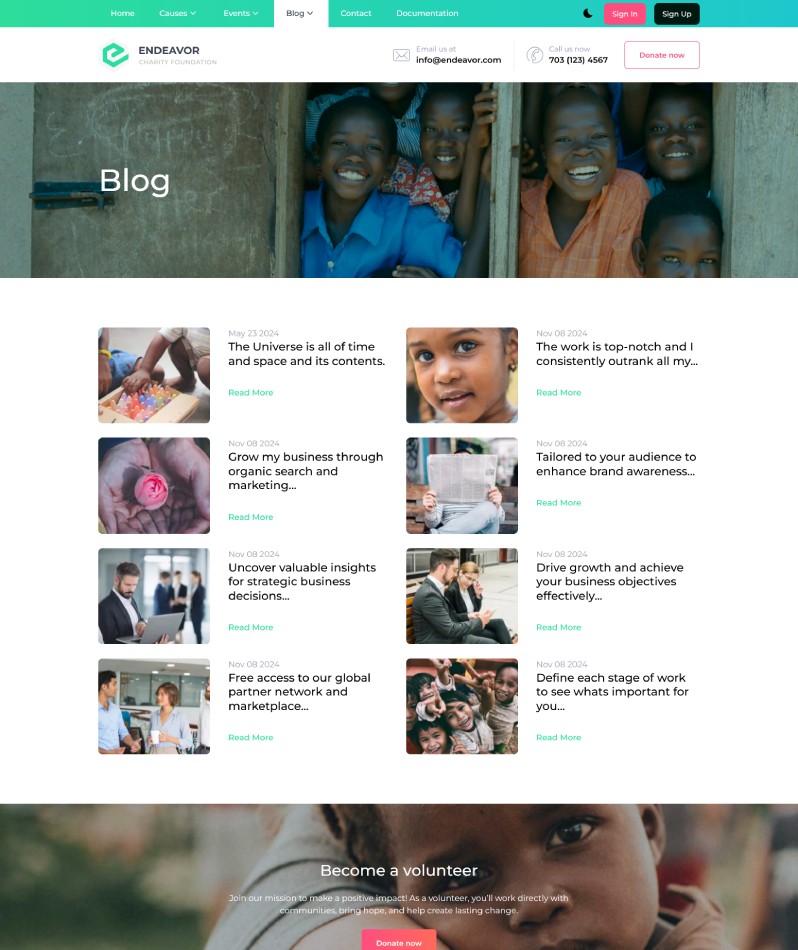 Home Causes Events Blog Contact Documentation Sign In Sign Up
ENDEAVOR
CHARITY FOUNDATION
Email us at
info@endeavor.com
Call us now
703 (123) 4567
Donate now
Blog
May 23 2024
The Universe is all of time
and space and its contents.
Read More
Nov 08 2024
The work is top-notch and I
consistently outrank all my...
Read More
Nov 08 2024
Grow my business through
organic search and
marketing...
Read More
Nov 08 2024
Tailored to your audience to
enhance brand awareness...
Read More
Nov 08 2024
Uncover valuable insights
for strategic business
decisions...
Read More
Nov 08 2024
Drive growth and achieve
your business objectives
effectively...
Read More
Nov 08 2024
Free access to our global
partner network and
marketplace...
Read More
Nov 08 2024
Define each stage of work
to see whats important for
you...
Read More
Become a volunteer
Join our mission to make a positive impact! As a volunteer, you'll work directly with
communities, bring hope, and help create lasting change.
Donate now